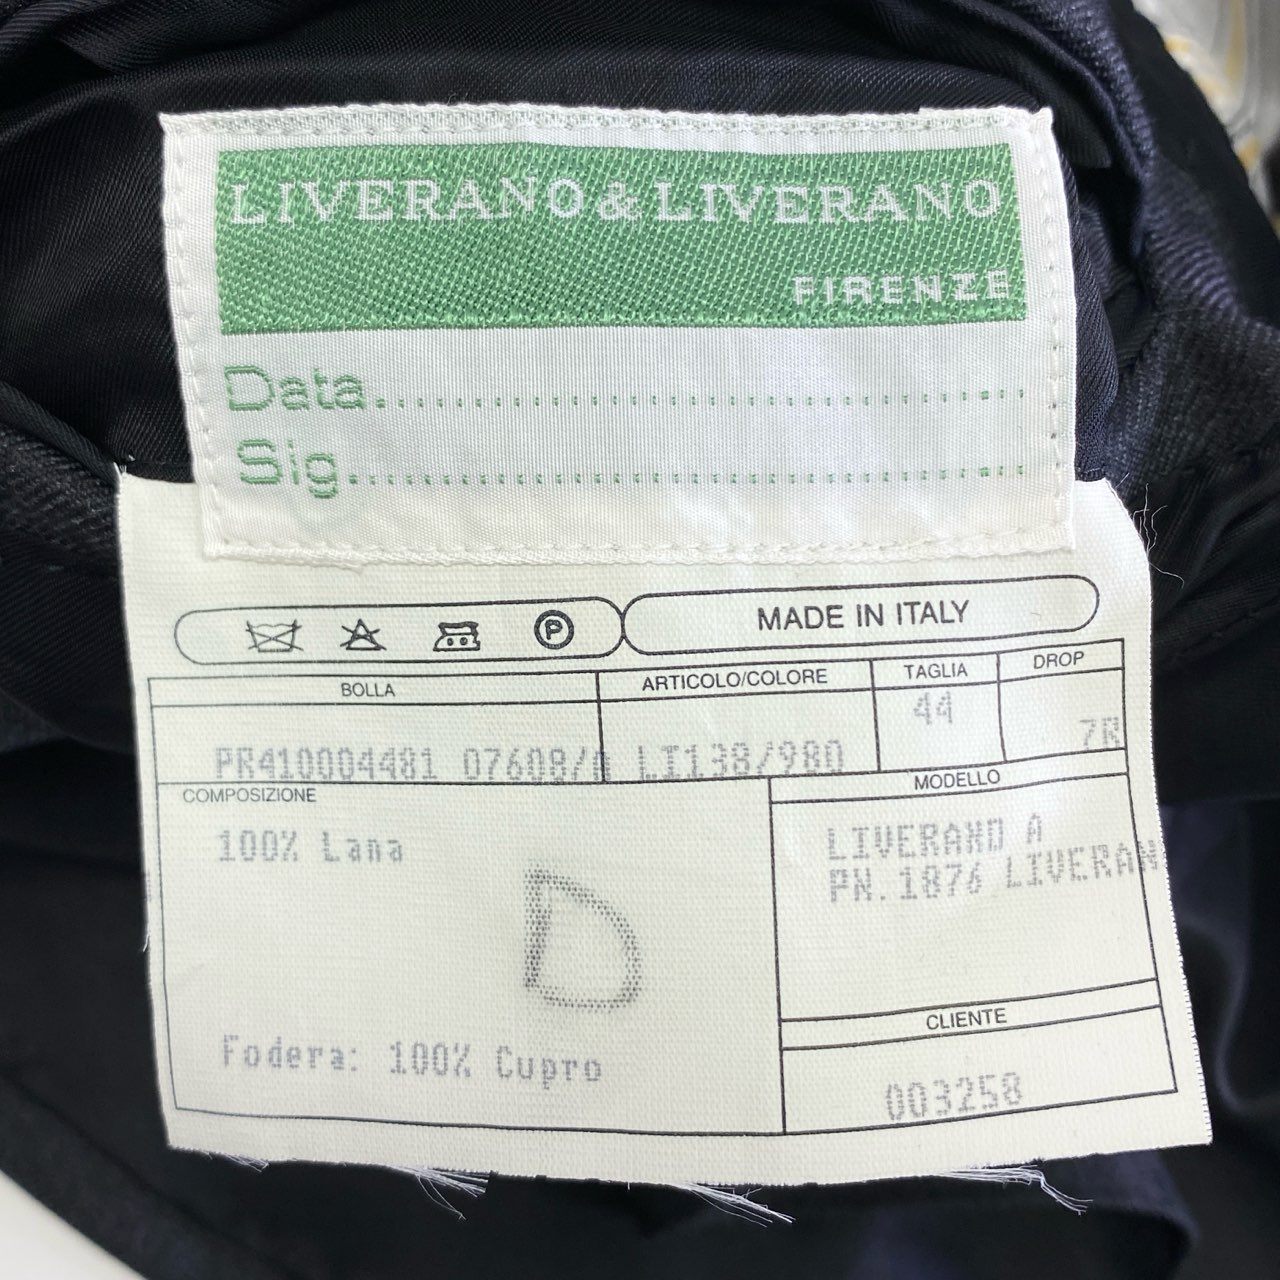 LIVERANO & LIVERANO
FIRENZE
Data
Sig.
P
MADE IN ITALY
BOLLA
ARTICOLO/COLORE
TAGLIA
DROP
PR410004481 07608/
LI138/980
44
7R
COMPOSIZIONE
MODELLO
100% Lana
LIVERANO A
PN.1876 LIVERAN
D
CLIENTE
Fodera: 100% Cupro
003258